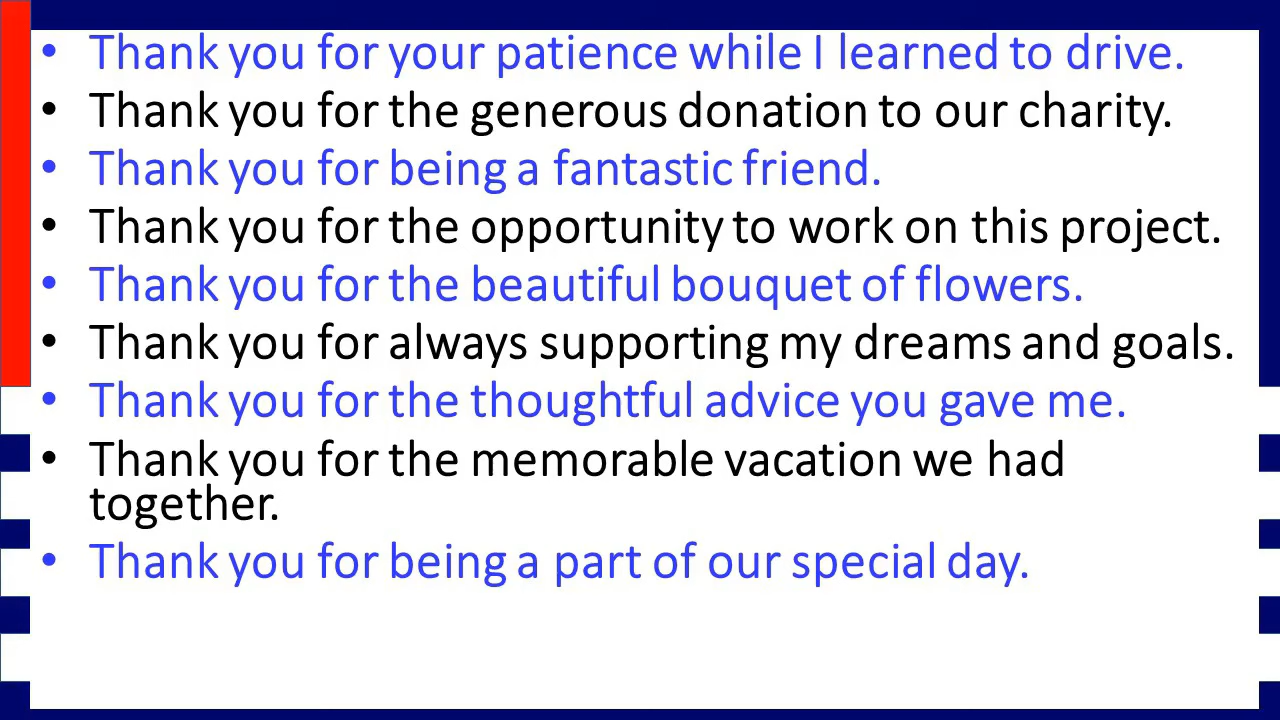 • Thank you for your patience while I learned to drive.
• Thank you for the generous donation to our charity.
• Thank you for being a fantastic friend.
• Thank you for the opportunity to work on this project.
• Thank you for the beautiful bouquet of flowers.
• Thank you for always supporting my dreams and goals.
• Thank you for the thoughtful advice you gave me.
• Thank you for the memorable vacation we had
together.
• Thank you for being a part of our special day.